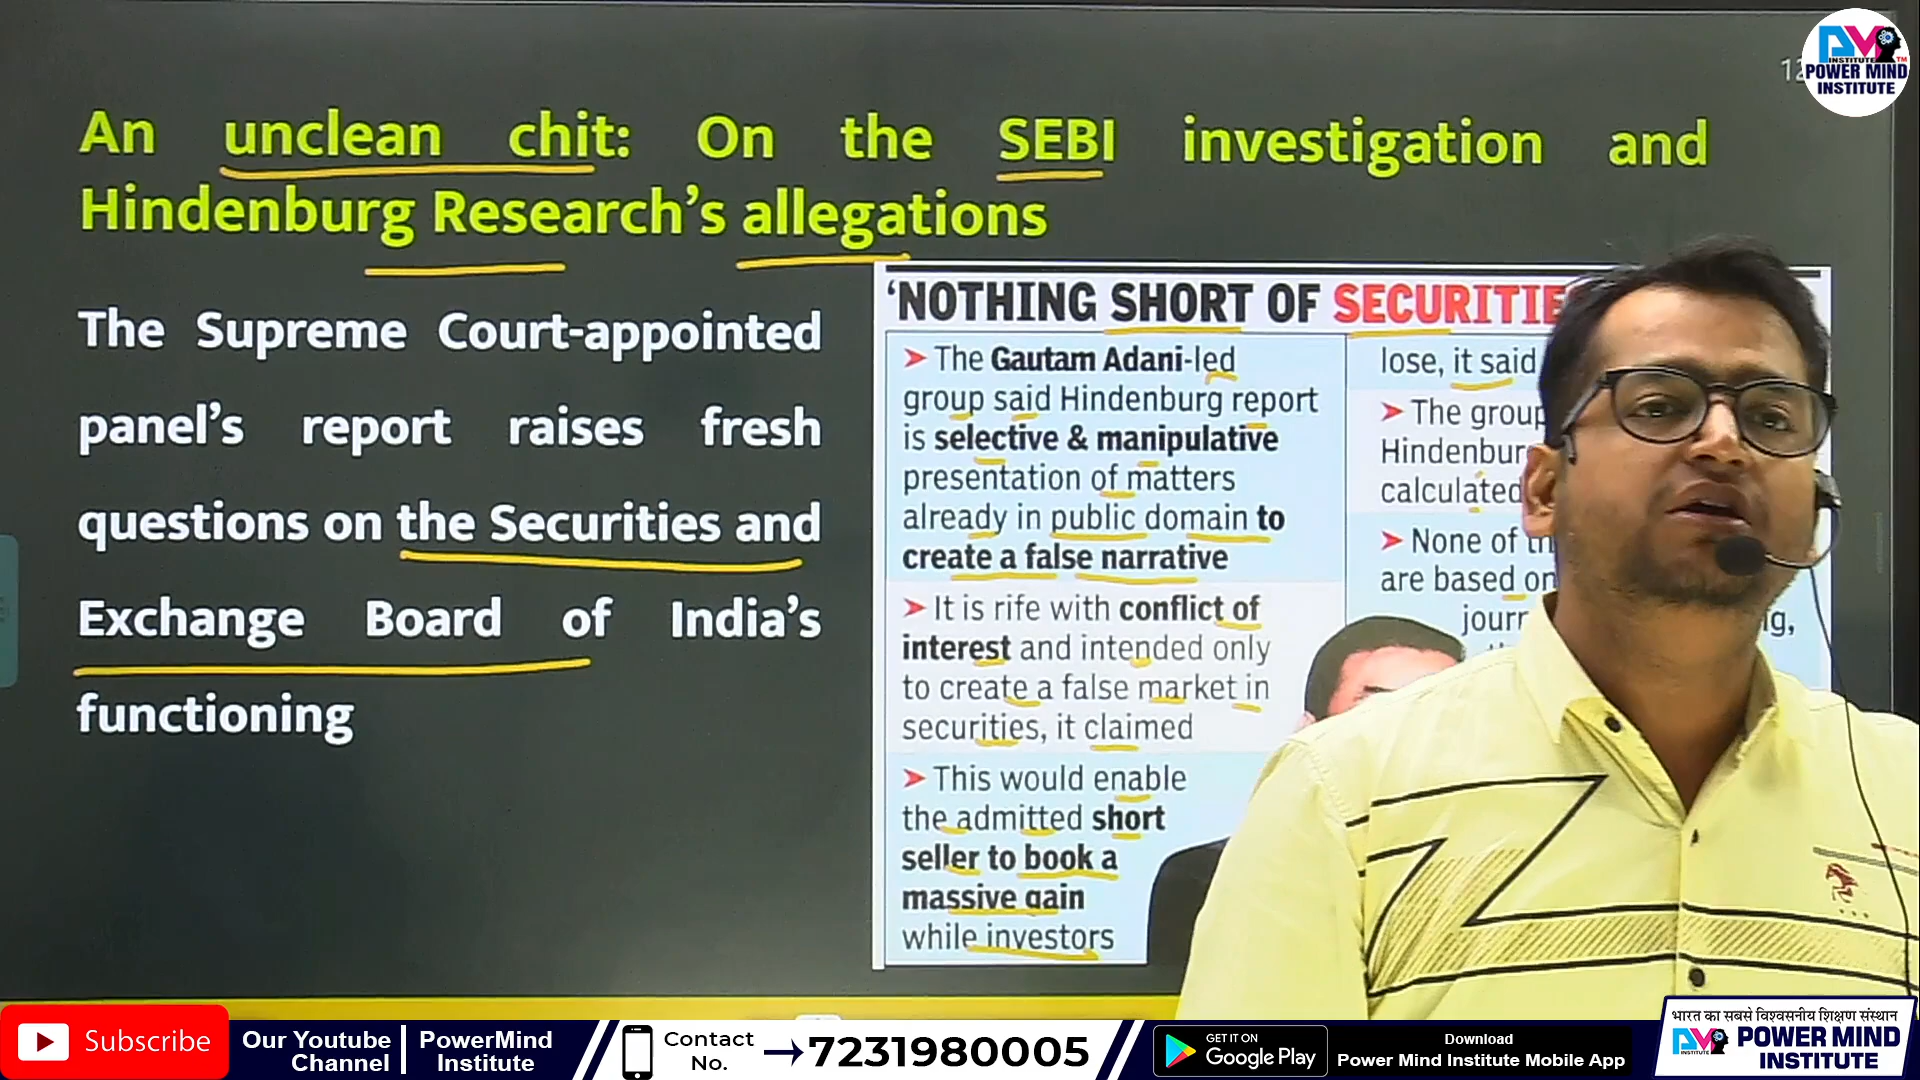 12
POWER MIND
INSTITUTE
An unclean chit: On the SEBI investigation and
Hindenburg Research's allegations
The Supreme Court-appointed
panel's report raises fresh
questions on the Securities and
Exchange Board of India's
functioning
‘NOTHING SHORT OF SECURITIE
➤ The Gautam Adani-led
group said Hindenburg report
is selective & manipulative
presentation of matters
already in public domain to
create a false narrative
➤ It is rife with conflict of
interest and intended only
to create a false market in
securities, it claimed
➤ This would enable
the admitted short
seller to book a
massive gain
while investors
lose, it said
➤ The group
Hindenbur
calculated
➤ None of th
are based on
journ
Subscribe
Our Youtube
Channel
PowerMind
Institute
Contact
No.
7231980005
GET IT ON
Google Play
Download
Power Mind Institute Mobile App
भारत का सबसे विश्वसनीय शिक्षण संस्थान
INSTITUTE
POWER MIND
INSTITUTE